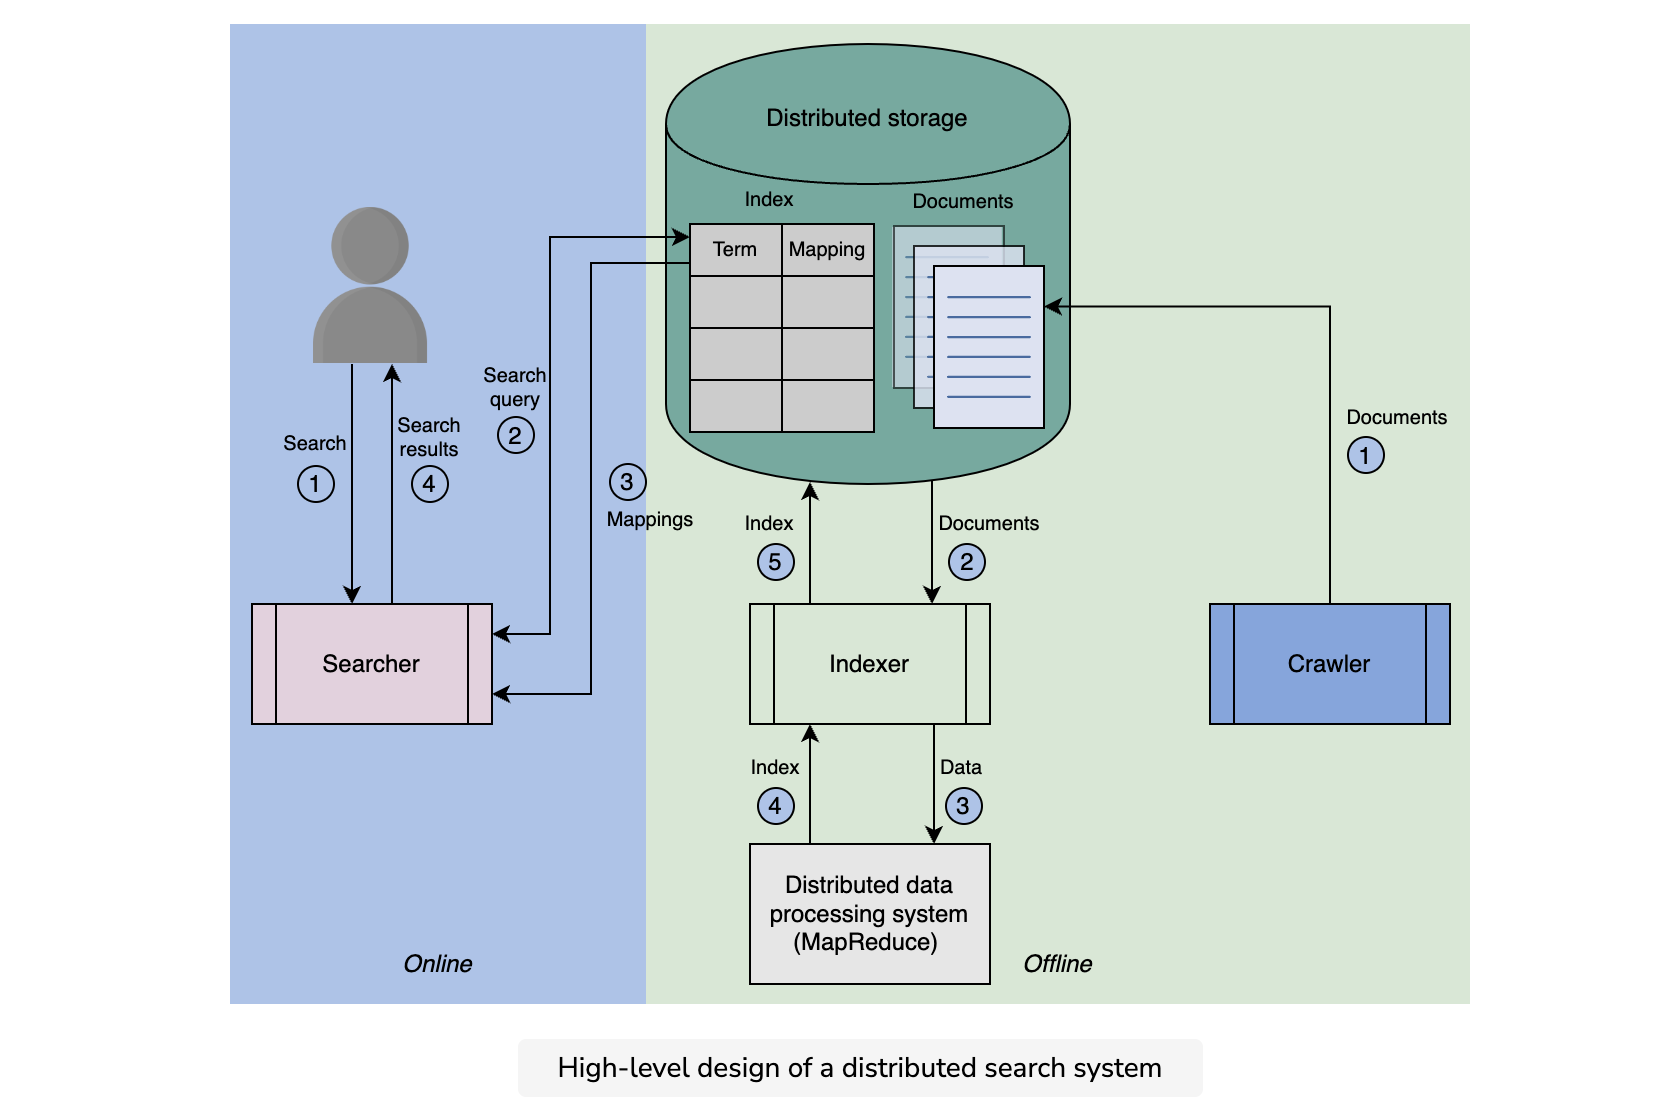 Distributed storage
Index
Documents
Term
Mapping
Search
query
2
Search
1
Search
results
4
3
Mappings
Documents
1
Index
5
Documents
2
Searcher
Indexer
Crawler
Index
4
Data
3
Distributed data
processing system
(MapReduce)
Online
Offline
High-level design of a distributed search system